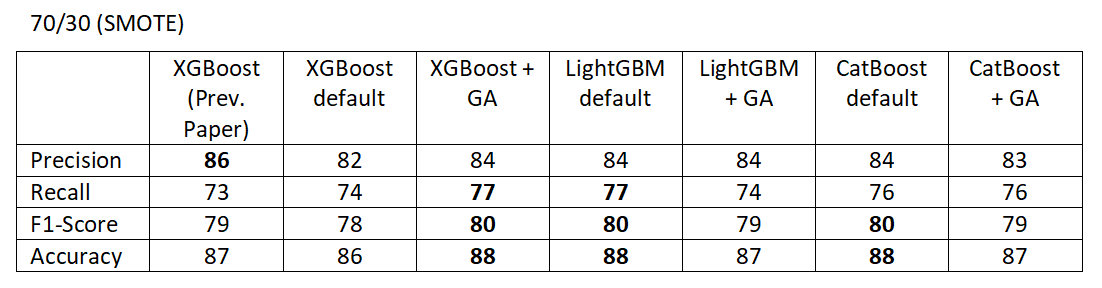 70/30 (SMOTE)
XGBoost (Prev. Paper) XGBoost default XGBoost + GA LightGBM default LightGBM + GA CatBoost default CatBoost + GA
Precision 86 82 84 84 84 84 83
Recall 73 74 77 77 74 76 76
F1-Score 79 78 80 80 79 80 79
Accuracy 87 86 88 88 87 88 87